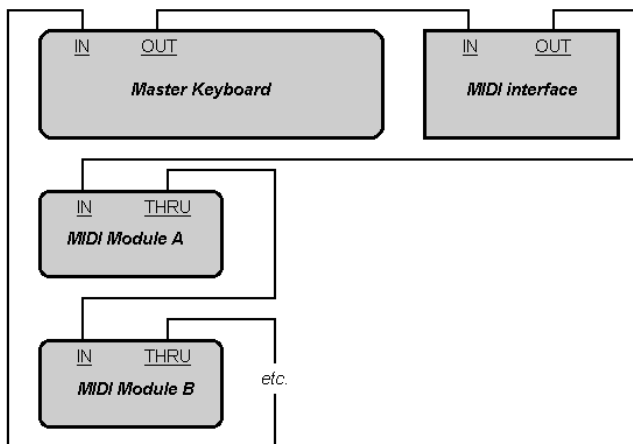 IN OUT
Master Keyboard
IN OUT
MIDI interface
IN THRU
MIDI Module A
IN THRU
MIDI Module B
etc.